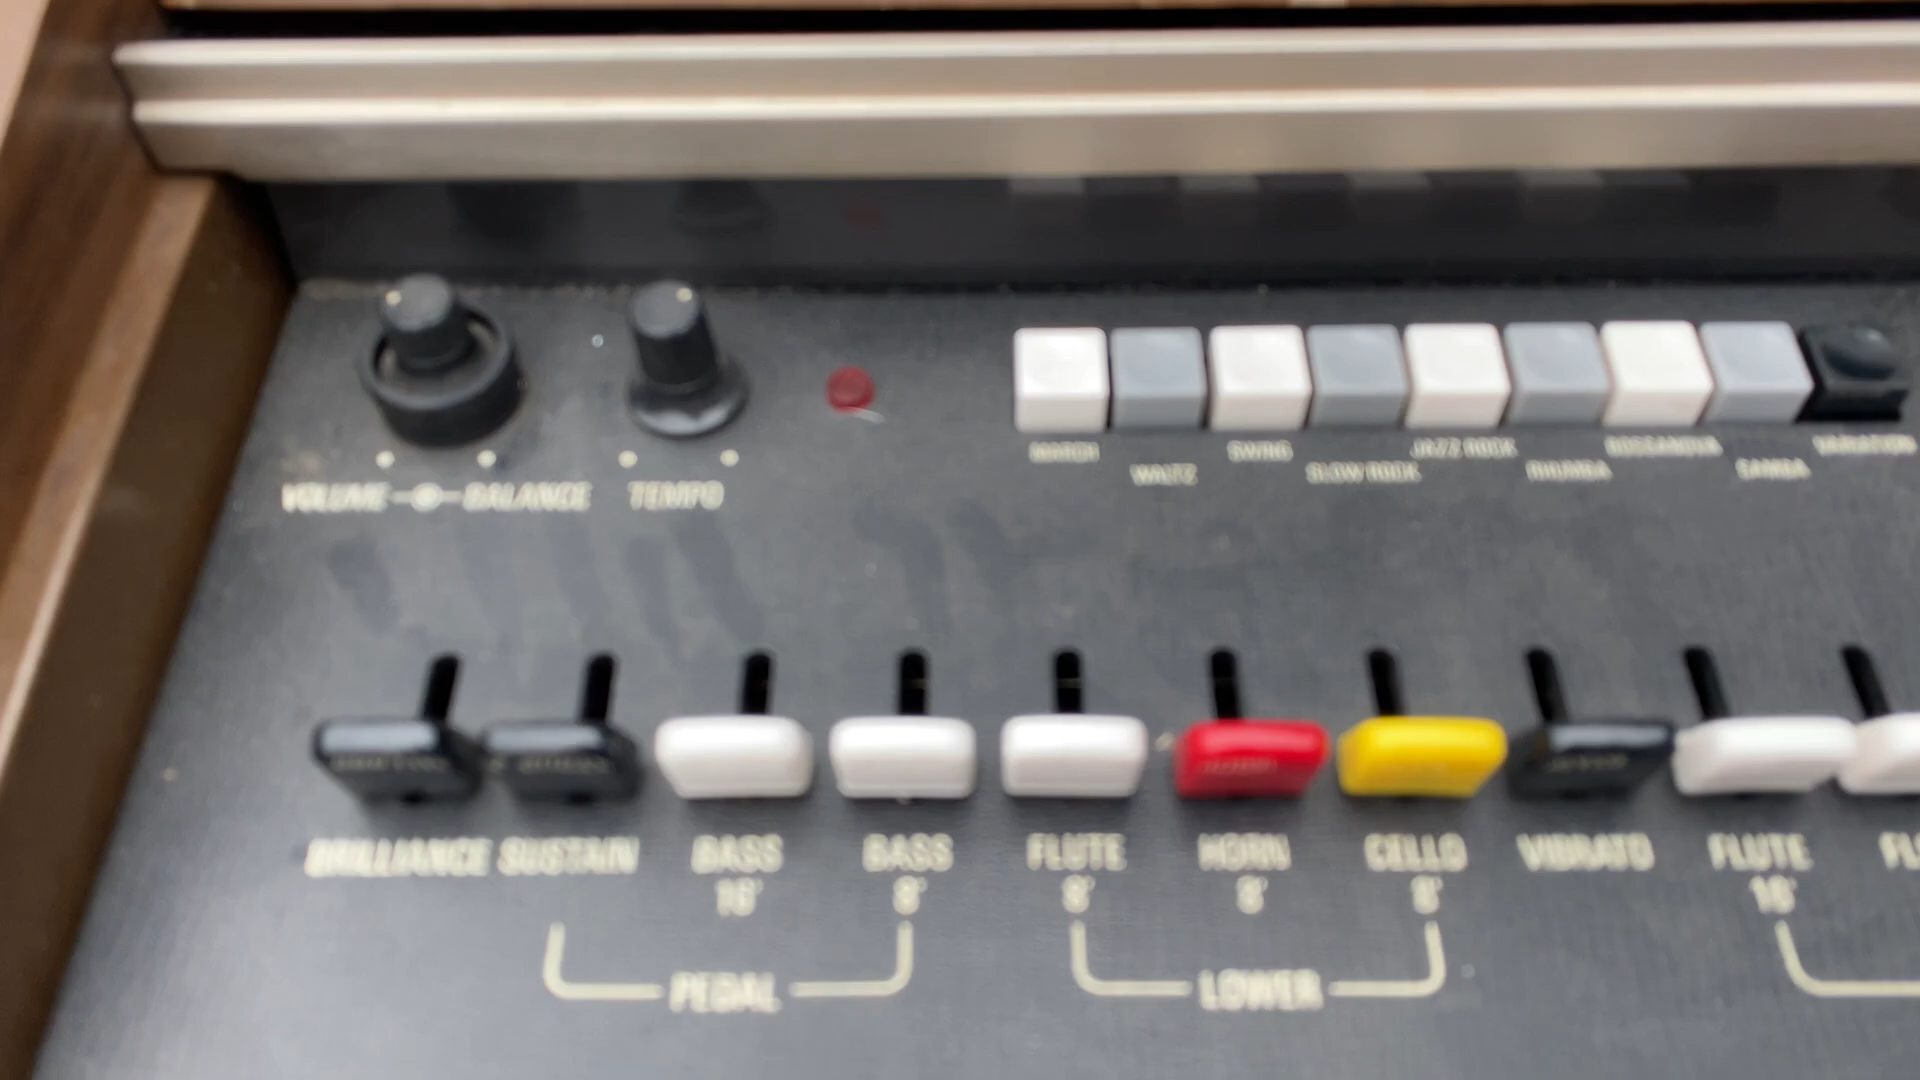 VOLUME BALANCE TEMPO
MARCH SWING JAZZ ROCK BOSSANOVA VARIATION
WALTZ SLOW ROCK RHUMBA SAMBA
BRILLIANCE SUSTAIN BASS BASS FLUTE HORN CELLO VIBRATO FLUTE
16' 8' 8' 8' 8' 16'
PEDAL LOWER